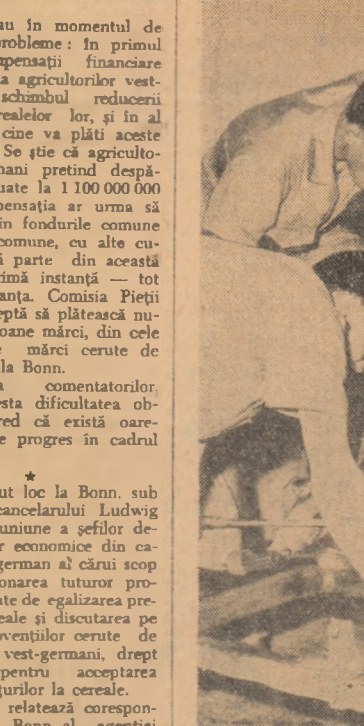 au în momentul de
probleme: în primul
mpensații financiare
a agricultorilor vest-
schimbul reducerii
realelor lor, și în al
cine va plăti aceste
Se știe că agriculto-
mani pretind despă-
uate la 1 100 000 000
pensația ar urma să
in fondurile comune
comune, cu alte cu-
ă parte din această
rimă instanță — tot
anța. Comisia Pieții
eptă să plătească nu-
oane mărci, din cele
e mărci cerute de
la Bonn.
a comentatorilor,
esta dificultatea ob-
red că există oare-
e progres în cadrul
★
ut loc la Bonn, sub
cancelarului Ludwig
uniune a șefilor de-
r economice din ca-
german al cărui scop
onarea tuturor pro-
ate de egalizarea pre-
eale și discutarea pe
vențiilor cerute de
vest-germani, drept
pentru acceptarea
țurilor la cereale.
relatează corespon-
Bonn al agenției